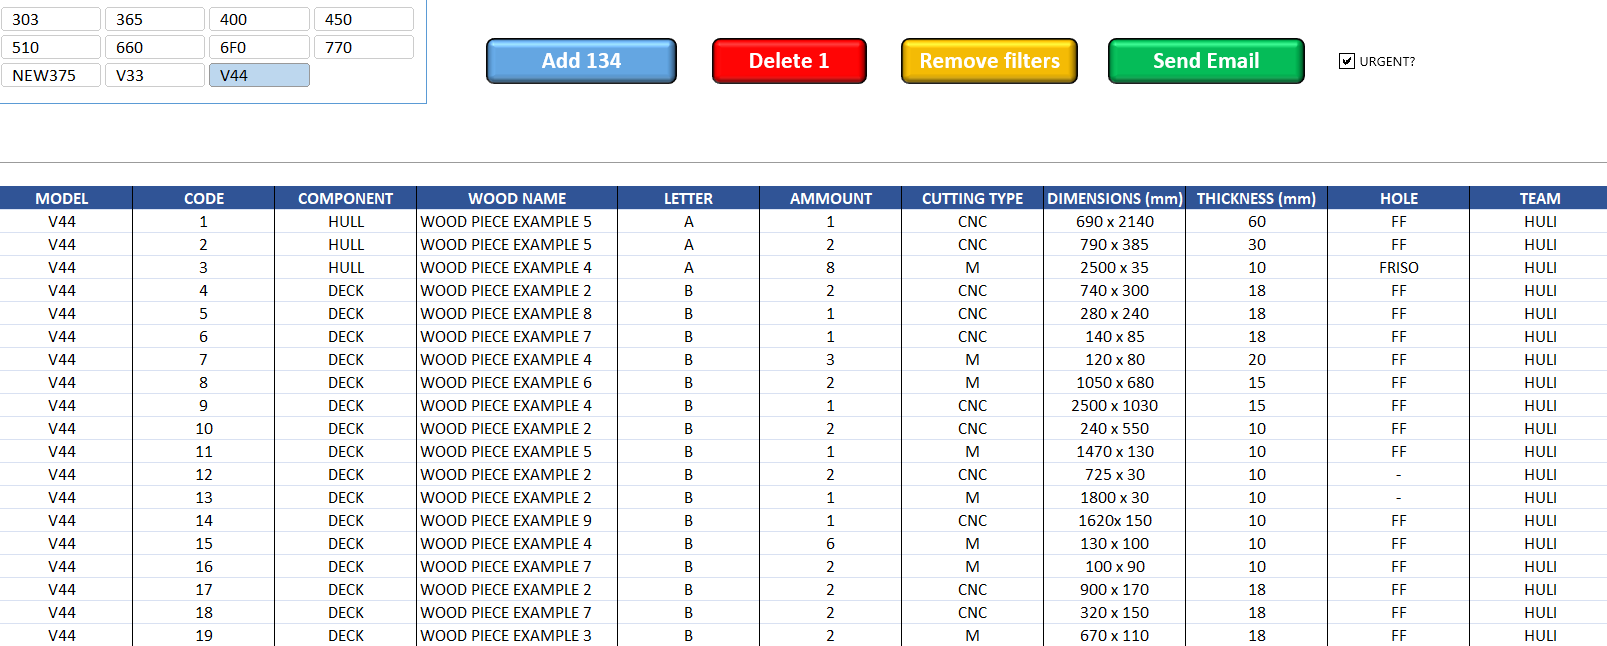 303 365 400 450
510 660 6F0 770
NEW375 V33 V44
Add 134 Delete 1 Remove filters Send Email URGENT?
MODEL CODE COMPONENT WOOD NAME LETTER AMMOUNT CUTTING TYPE DIMENSIONS (mm) THICKNESS (mm) HOLE TEAM
V44 1 HULL WOOD PIECE EXAMPLE 5 A 1 CNC 690 x 2140 60 FF HULI
V44 2 HULL WOOD PIECE EXAMPLE 5 A 2 CNC 790 x 385 30 FF HULI
V44 3 HULL WOOD PIECE EXAMPLE 4 A 8 M 2500 x 35 10 FRISO HULI
V44 4 DECK WOOD PIECE EXAMPLE 2 B 2 CNC 740 x 300 18 FF HULI
V44 5 DECK WOOD PIECE EXAMPLE 8 B 1 CNC 280 x 240 18 FF HULI
V44 6 DECK WOOD PIECE EXAMPLE 7 B 1 CNC 140 x 85 18 FF HULI
V44 7 DECK WOOD PIECE EXAMPLE 4 B 3 M 120 x 80 20 FF HULI
V44 8 DECK WOOD PIECE EXAMPLE 6 B 2 M 1050 x 680 15 FF HULI
V44 9 DECK WOOD PIECE EXAMPLE 4 B 1 CNC 2500 x 1030 15 FF HULI
V44 10 DECK WOOD PIECE EXAMPLE 2 B 2 CNC 240 x 550 10 FF HULI
V44 11 DECK WOOD PIECE EXAMPLE 5 B 1 M 1470 x 130 10 FF HULI
V44 12 DECK WOOD PIECE EXAMPLE 2 B 2 CNC 725 x 30 10 - HULI
V44 13 DECK WOOD PIECE EXAMPLE 2 B 1 M 1800 x 30 10 - HULI
V44 14 DECK WOOD PIECE EXAMPLE 9 B 1 CNC 1620x 150 10 FF HULI
V44 15 DECK WOOD PIECE EXAMPLE 4 B 6 M 130 x 100 10 FF HULI
V44 16 DECK WOOD PIECE EXAMPLE 7 B 2 M 100 x 90 10 FF HULI
V44 17 DECK WOOD PIECE EXAMPLE 2 B 2 CNC 900 x 170 18 FF HULI
V44 18 DECK WOOD PIECE EXAMPLE 7 B 2 CNC 320 x 150 18 FF HULI
V44 19 DECK WOOD PIECE EXAMPLE 3 B 2 M 670 x 110 18 FF HULI